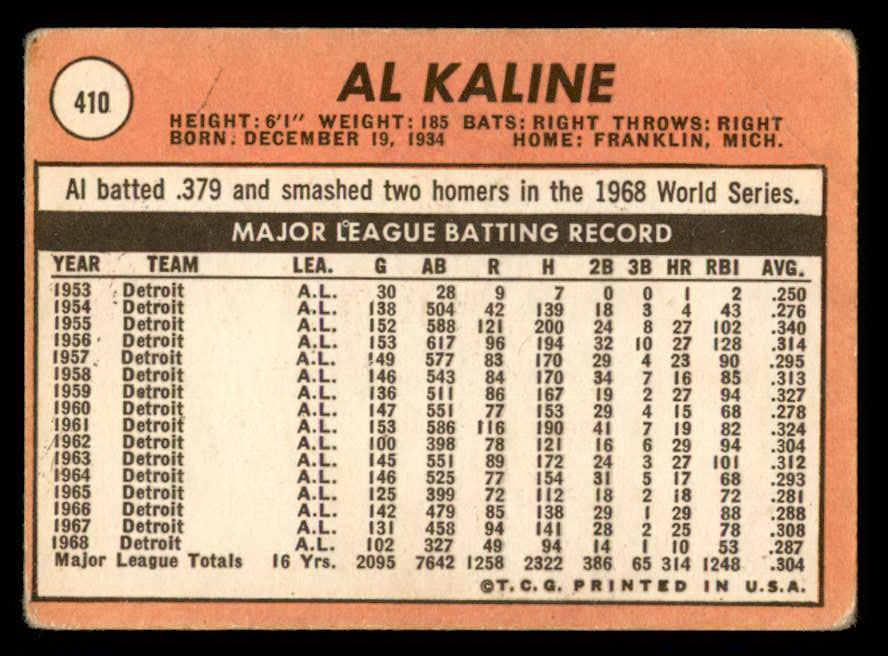 410
AL KALINE
HEIGHT: 6'1" WEIGHT: 185 BATS: RIGHT THROWS: RIGHT
BORN: DECEMBER 19, 1934 HOME: FRANKLIN, MICH.
Al batted .379 and smashed two homers in the 1968 World Series.
MAJOR LEAGUE BATTING RECORD
YEAR TEAM LEA. G AB R H 2B 3B HR RBI AVG.
1953 Detroit A.L. 30 28 9 7 0 0 1 2 .250
1954 Detroit A.L. 138 504 42 139 18 3 4 43 .276
1955 Detroit A.L. 152 588 121 200 24 8 27 102 .340
1956 Detroit A.L. 153 617 96 194 32 10 27 128 .314
1957 Detroit A.L. 149 577 83 170 29 4 23 90 .295
1958 Detroit A.L. 146 543 84 170 34 7 16 85 .313
1959 Detroit A.L. 136 511 86 167 19 2 27 94 .327
1960 Detroit A.L. 147 551 77 153 29 4 15 68 .278
1961 Detroit A.L. 153 586 116 190 41 7 19 82 .324
1962 Detroit A.L. 100 398 78 121 16 6 29 94 .304
1963 Detroit A.L. 145 551 89 172 24 3 27 101 .312
1964 Detroit A.L. 146 525 77 154 31 5 17 68 .293
1965 Detroit A.L. 125 399 72 112 18 2 18 72 .281
1966 Detroit A.L. 142 479 85 138 29 1 29 88 .288
1967 Detroit A.L. 131 458 94 141 28 2 25 78 .308
1968 Detroit A.L. 102 327 49 94 14 1 10 53 .287
Major League Totals 16 Yrs. 2095 7642 1258 2322 386 65 314 1248 .304
©T.C.G. PRINTED IN U.S.A.